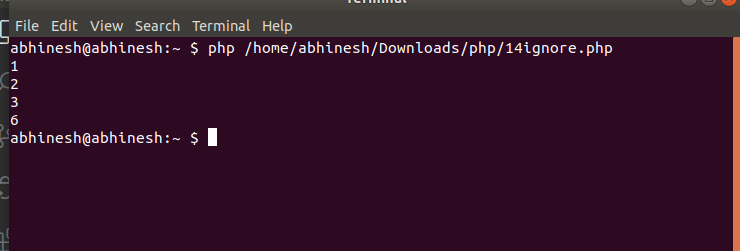 Terminal
File Edit View Search Terminal Help
abhinesh@abhinesh:~ $ php /home/abhinesh/Downloads/php/14ignore.php
1
2
3
6
abhinesh@abhinesh:~ $